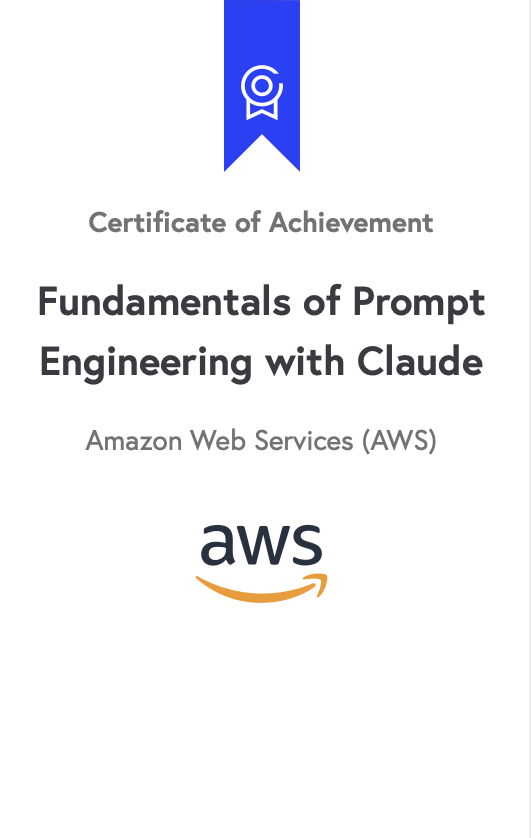 Certificate of Achievement
Fundamentals of Prompt
Engineering with Claude
Amazon Web Services (AWS)
aws